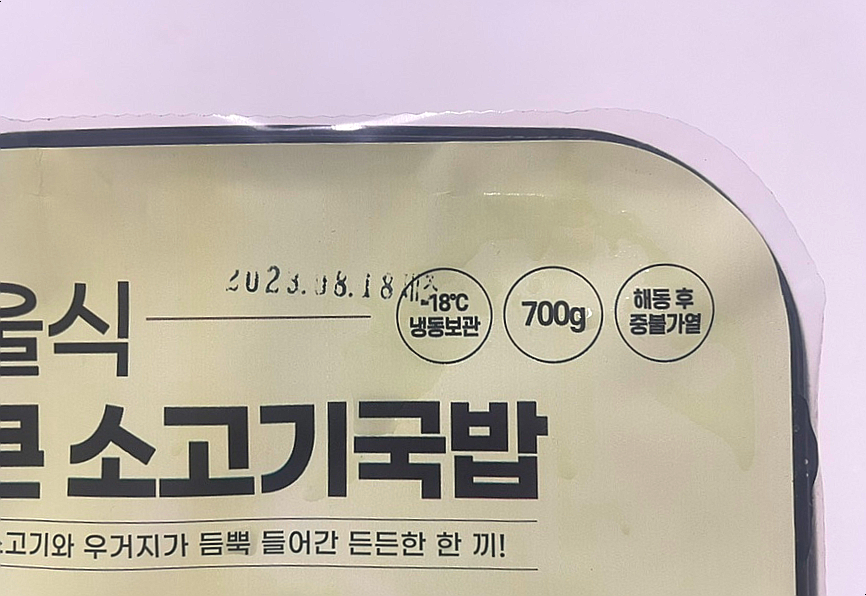 2023.08.18
-18℃
냉동보관
700g
해동 후
중불가열
울식
큰 소고기국밥
소고기와 우거지가 듬뿍 들어간 든든한 한 끼!